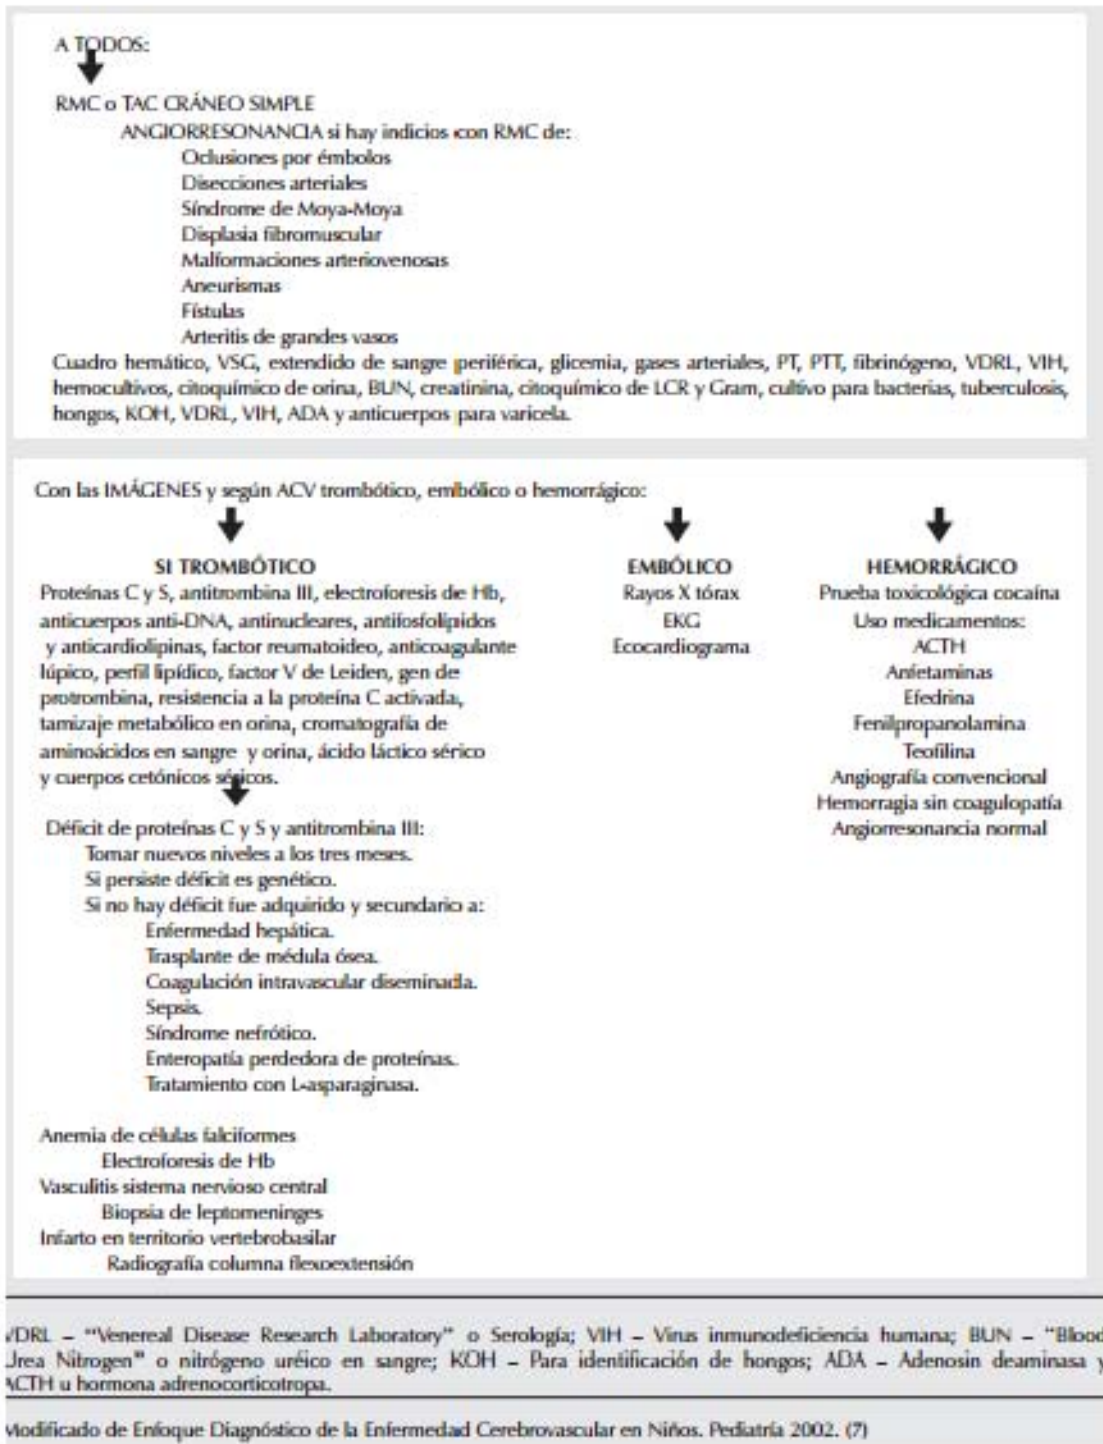 A TODOS:
RMC o TAC CRÁNEO SIMPLE
ANGIORRESONANCIA si hay indicios con RMC de:
Oclusiones por émbolos
Disecciones arteriales
Síndrome de Moya-Moya
Displasia fibromuscular
Malformaciones arteriovenosas
Aneurismas
Fístulas
Arteritis de grandes vasos
Cuadro hemático, VSG, extendido de sangre periférica, glicemia, gases arteriales, PT, PTT, fibrinógeno, VDRL, VIH,
hemocultivos, citoquímico de orina, BUN, creatinina, citoquímico de LCR y Gram, cultivo para bacterias, tuberculosis,
hongos, KOH, VDRL, VIH, ADA y anticuerpos para varicela.
Con las IMÁGENES y según ACV trombótico, embólico o hemorrágico:
SI TROMBÓTICO
Proteínas C y S, antitrombina III, electroforesis de Hb,
anticuerpos anti-DNA, antinucleares, antifosfolípidos
y anticardiolipinas, factor reumatoideo, anticoagulante
lúpico, perfil lipídico, factor V de Leiden, gen de
protrombina, resistencia a la proteína C activada,
tamizaje metabólico en orina, cromatografía de
aminoácidos en sangre y orina, ácido láctico sérico
y cuerpos cetónicos séricos.
Déficit de proteínas C y S y antitrombina III:
Tomar nuevos niveles a los tres meses.
Si persiste déficit es genético.
Si no hay déficit fue adquirido y secundario a:
Enfermedad hepática.
Trasplante de médula ósea.
Coagulación intravascular diseminada.
Sepsis.
Síndrome nefrótico.
Enteropatía perdedora de proteínas.
Tratamiento con L-asparaginasa.
Anemia de células falciformes
Electroforesis de Hb
Vasculitis sistema nervioso central
Biopsia de leptomeninges
Infarto en territorio vertebrobasilar
Radiografía columna flexoextensión
EMBÓLICO
Rayos X tórax
EKG
Ecocardiograma
HEMORRÁGICO
Prueba toxicológica cocaína
Uso medicamentos:
ACTH
Anfetaminas
Efedrina
Fenilpropanolamina
Teofilina
Angiografía convencional
Hemorragia sin coagulopatía
Angiorresonancia normal
VDRL – "Venereal Disease Research Laboratory" o Serología; VIH – Virus inmunodeficiencia humana; BUN – "Blood
Urea Nitrogen" o nitrógeno uréico en sangre; KOH – Para identificación de hongos; ADA – Adenosin deaminasa y
ACTH u hormona adrenocorticotropa.
Modificado de Enfoque Diagnóstico de la Enfermedad Cerebrovascular en Niños. Pediatría 2002. (7)